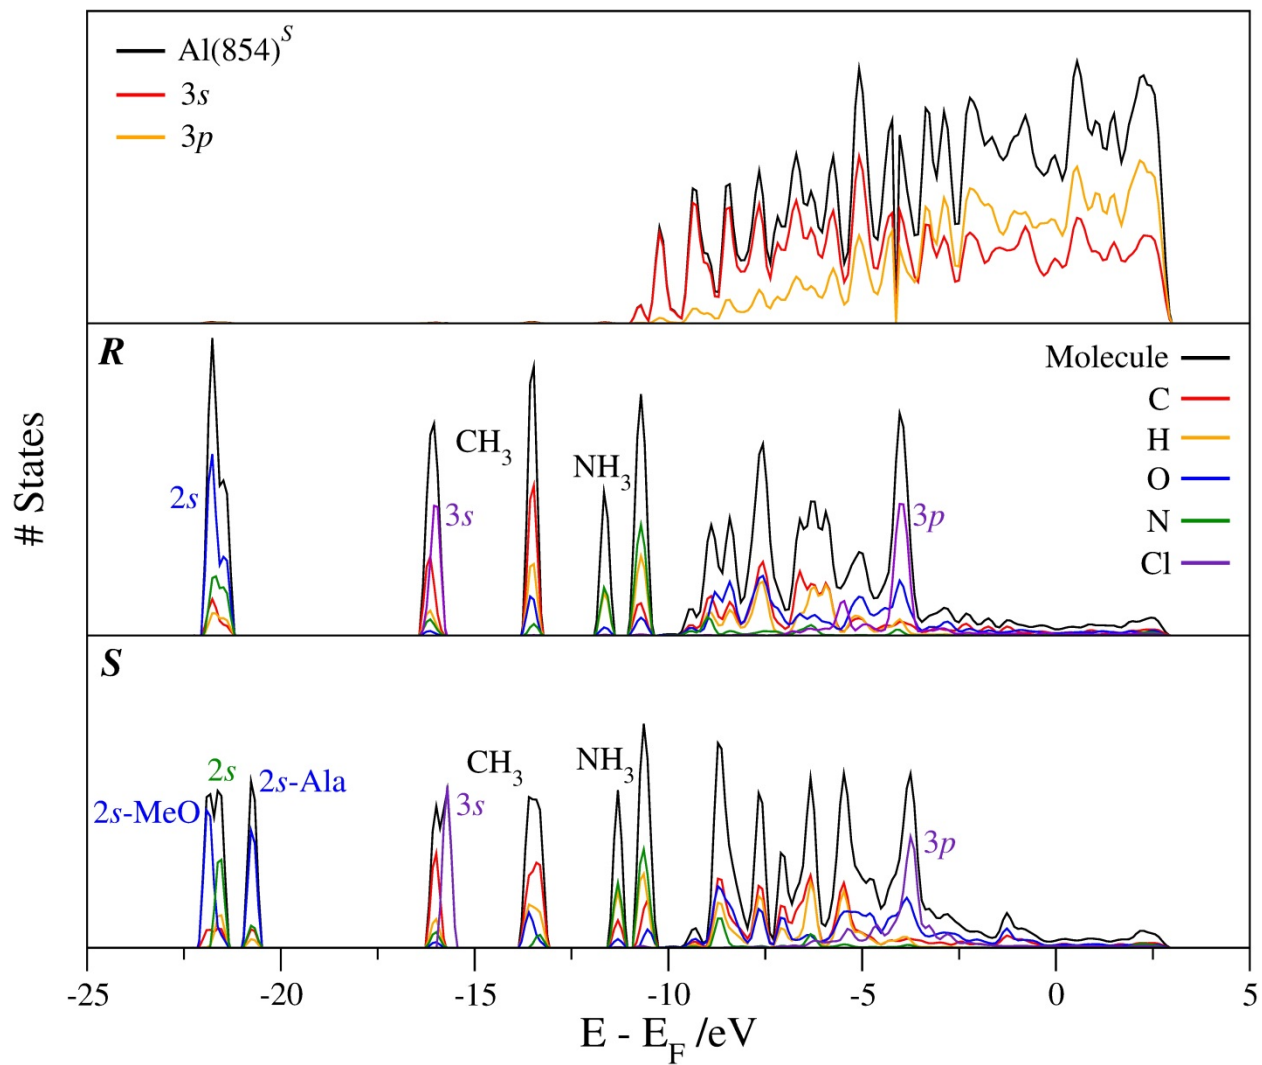 Al(854)^S
3s
3p
R
Molecule
C
H
O
N
Cl
2s
3s
CH₃
NH₃
3p
S
2s-MeO
2s
2s-Ala
3s
CH₃
NH₃
3p
# States
-25 -20 -15 -10 -5 0 5
E - E_F /eV